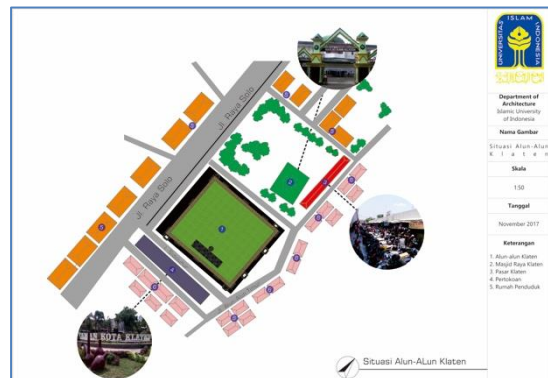 UNIVERSITAS
ISLAM
INDONESIA
Department of
Architecture
Islamic University
of Indonesia
Nama Gambar
Situasi Alun-Alun
Klaten
Skala
1:50
Tanggal
November 2017
Keterangan
1. Alun-alun Klaten
2. Masjid Raya Klaten
3. Pasar Klaten
4. Pertokoan
5. Rumah Penduduk
Jl. Raya Solo
Jl. Raya Solo
KOTA KLATEN
Situasi Alun-ALun Klaten